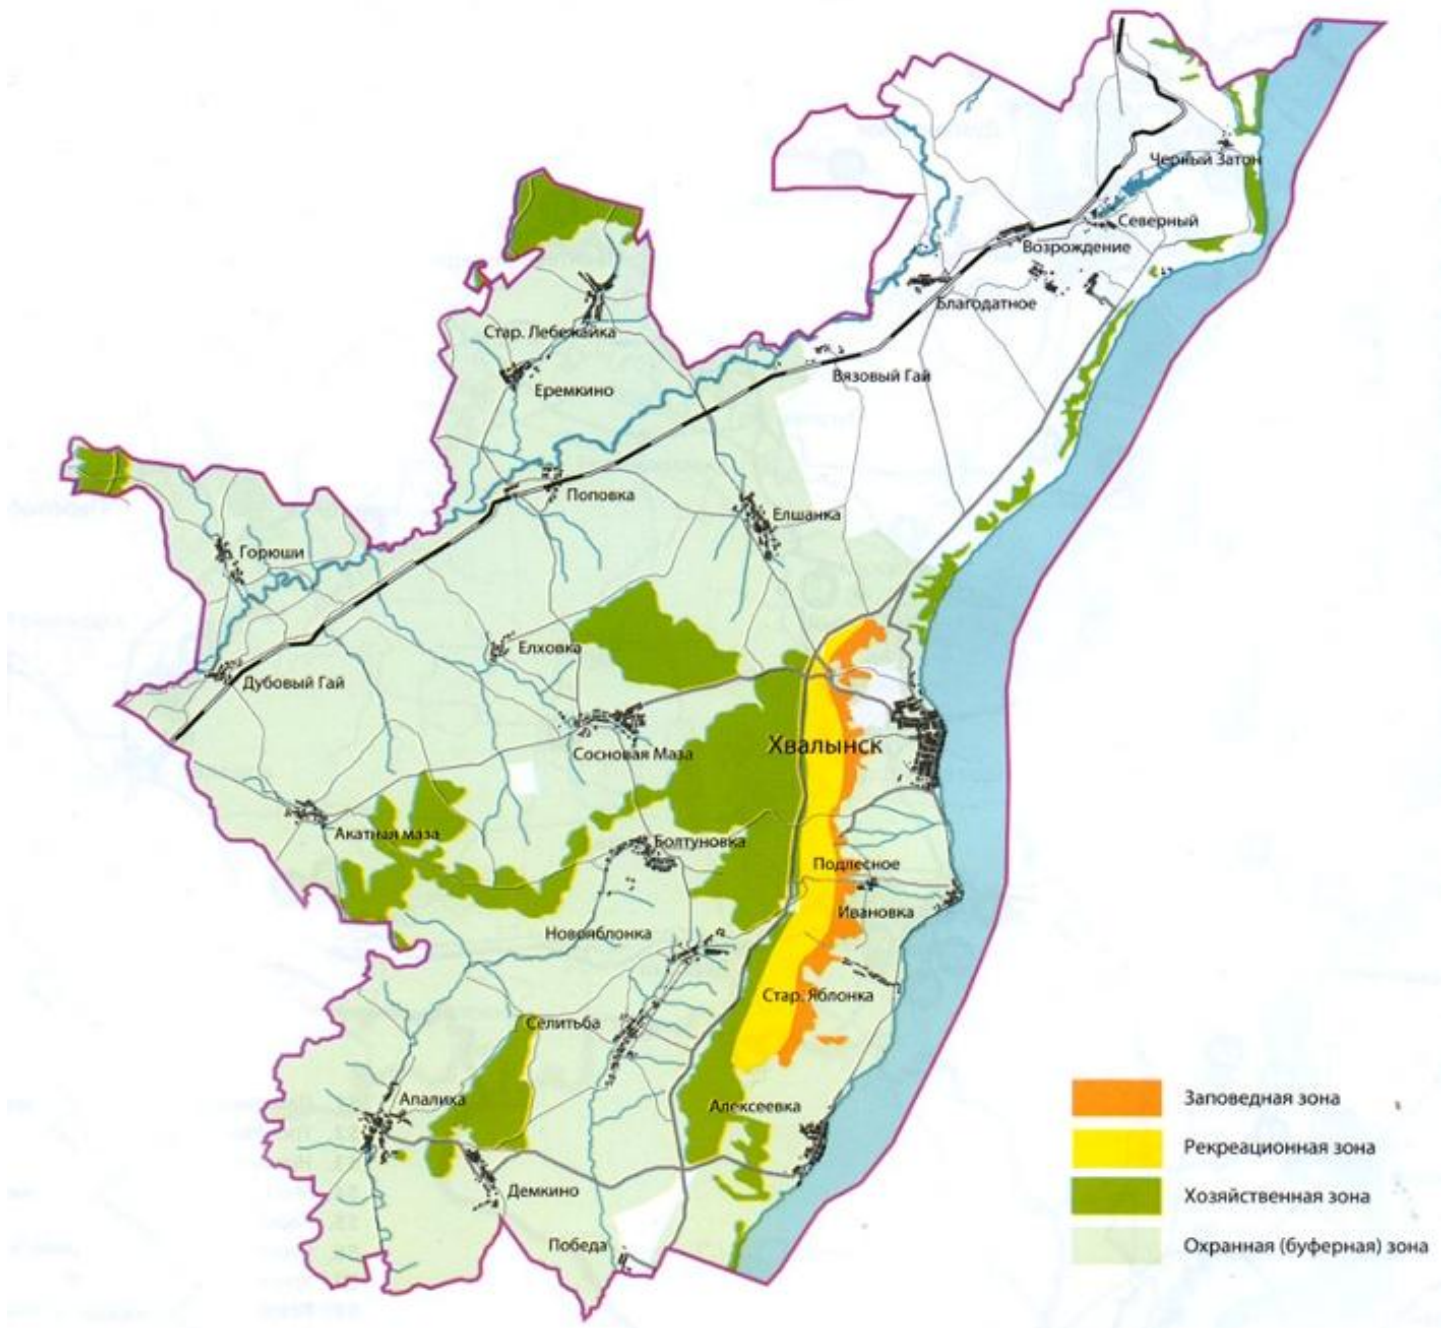 Черный Затон
Северный
Возрождение
Благодатное
Стар. Лебежайка
Вязовый Гай
Еремкино
Поповка
Елшанка
Горюши
Елховка
Дубовый Гай
Хвалынск
Сосновая Маза
Акатная маза
Болтуновка
Подлесное
Ивановка
Новояблонка
Стар. Яблонка
Селитьба
Апалиха
Алексеевка
Демкино
Победа
Заповедная зона
Рекреационная зона
Хозяйственная зона
Охранная (буферная) зона